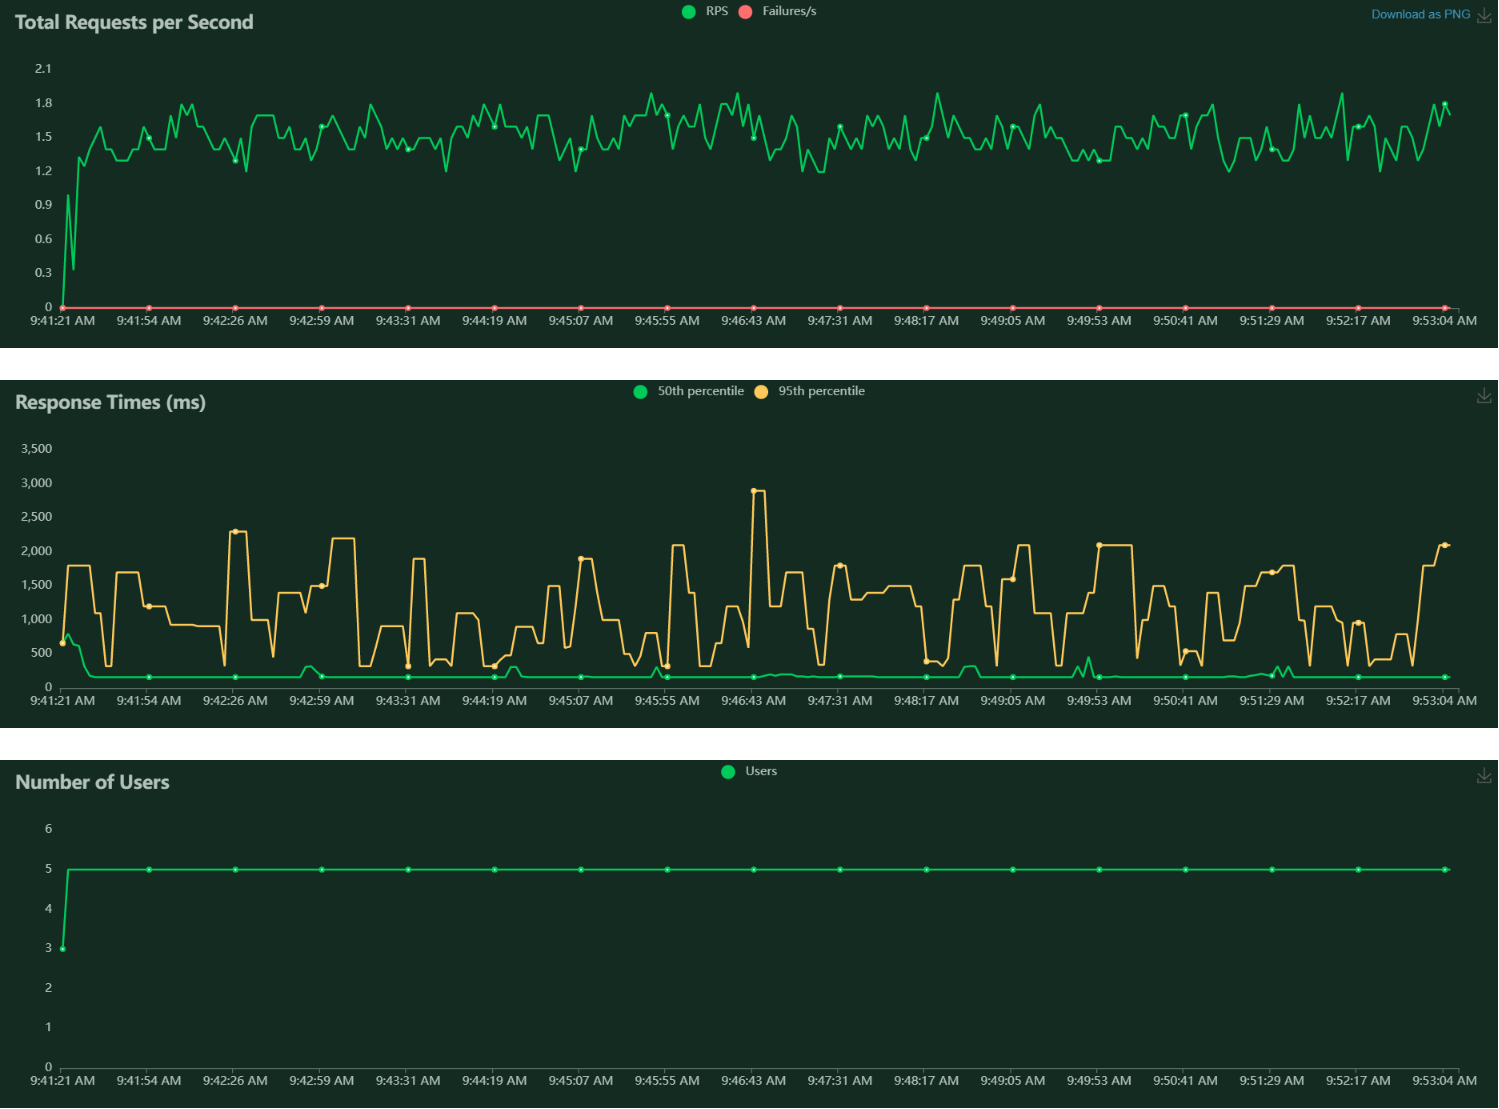 Total Requests per Second
RPS Failures/s
Download as PNG
2.1
1.8
1.5
1.2
0.9
0.6
0.3
0
9:41:21 AM 9:41:54 AM 9:42:26 AM 9:42:59 AM 9:43:31 AM 9:44:19 AM 9:45:07 AM 9:45:55 AM 9:46:43 AM 9:47:31 AM 9:48:17 AM 9:49:05 AM 9:49:53 AM 9:50:41 AM 9:51:29 AM 9:52:17 AM 9:53:04 AM
Response Times (ms)
50th percentile 95th percentile
3,500
3,000
2,500
2,000
1,500
1,000
500
0
9:41:21 AM 9:41:54 AM 9:42:26 AM 9:42:59 AM 9:43:31 AM 9:44:19 AM 9:45:07 AM 9:45:55 AM 9:46:43 AM 9:47:31 AM 9:48:17 AM 9:49:05 AM 9:49:53 AM 9:50:41 AM 9:51:29 AM 9:52:17 AM 9:53:04 AM
Number of Users
Users
6
5
4
3
2
1
0
9:41:21 AM 9:41:54 AM 9:42:26 AM 9:42:59 AM 9:43:31 AM 9:44:19 AM 9:45:07 AM 9:45:55 AM 9:46:43 AM 9:47:31 AM 9:48:17 AM 9:49:05 AM 9:49:53 AM 9:50:41 AM 9:51:29 AM 9:52:17 AM 9:53:04 AM